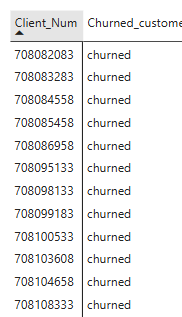 Client_Num Churned_custome
708082083 churned
708083283 churned
708084558 churned
708085458 churned
708086958 churned
708095133 churned
708098133 churned
708099183 churned
708100533 churned
708103608 churned
708104658 churned
708108333 churned